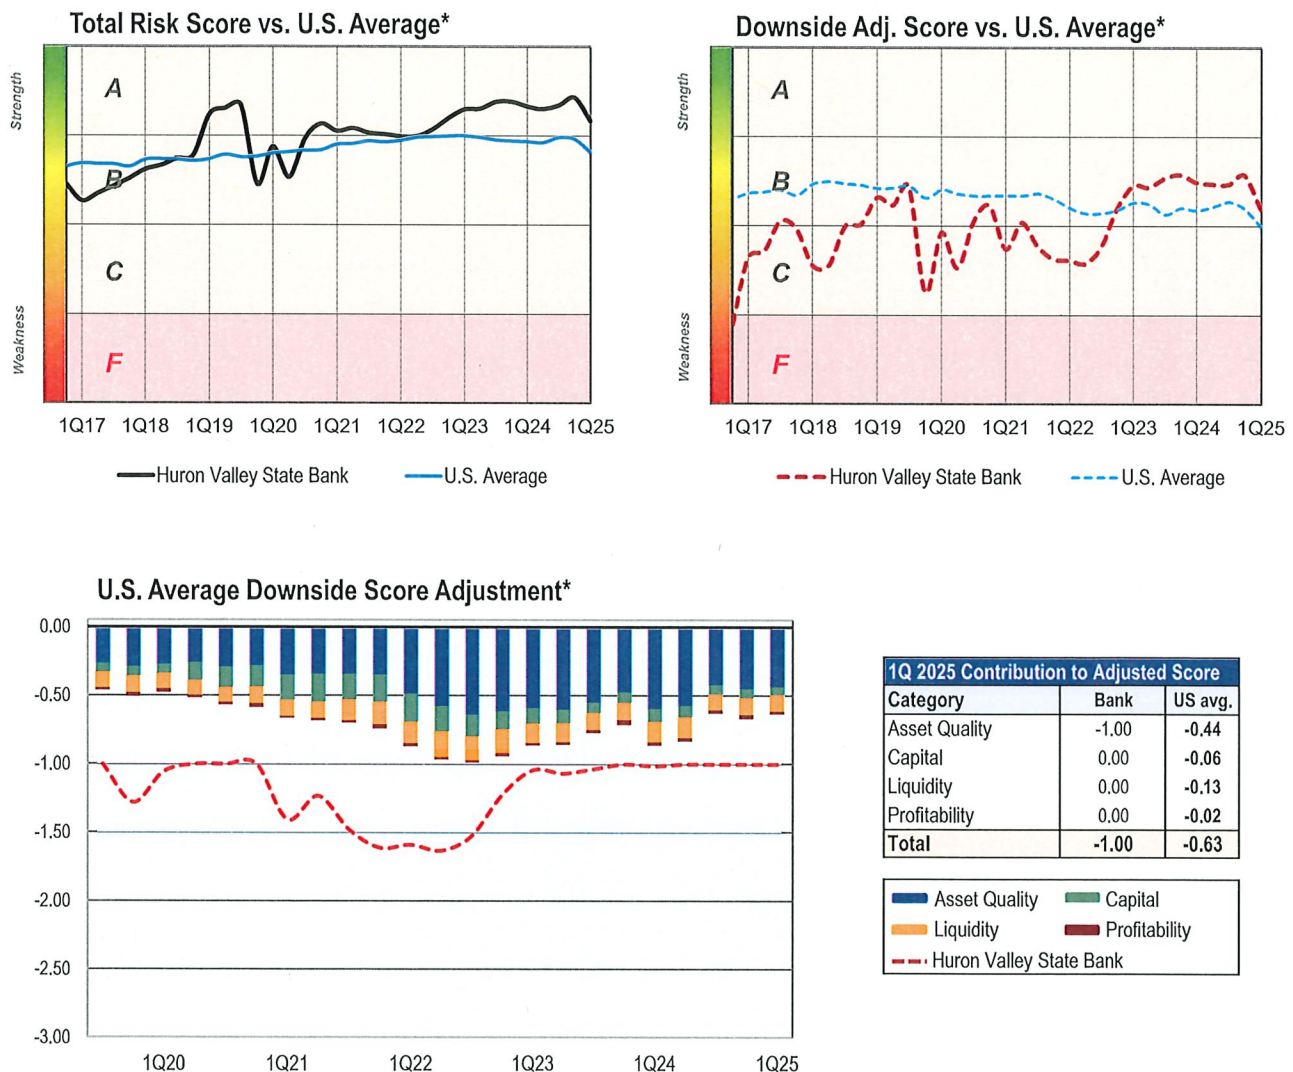 Total Risk Score vs. U.S. Average*
Strength
Weakness
A
B
C
F
1Q17 1Q18 1Q19 1Q20 1Q21 1Q22 1Q23 1Q24 1Q25
Huron Valley State Bank U.S. Average
Downside Adj. Score vs. U.S. Average*
Strength
Weakness
A
B
C
F
1Q17 1Q18 1Q19 1Q20 1Q21 1Q22 1Q23 1Q24 1Q25
Huron Valley State Bank U.S. Average
U.S. Average Downside Score Adjustment*
0.00
-0.50
-1.00
-1.50
-2.00
-2.50
-3.00
1Q20 1Q21 1Q22 1Q23 1Q24 1Q25
1Q 2025 Contribution to Adjusted Score
Category Bank US avg.
Asset Quality -1.00 -0.44
Capital 0.00 -0.06
Liquidity 0.00 -0.13
Profitability 0.00 -0.02
Total -1.00 -0.63
Asset Quality Capital
Liquidity Profitability
Huron Valley State Bank